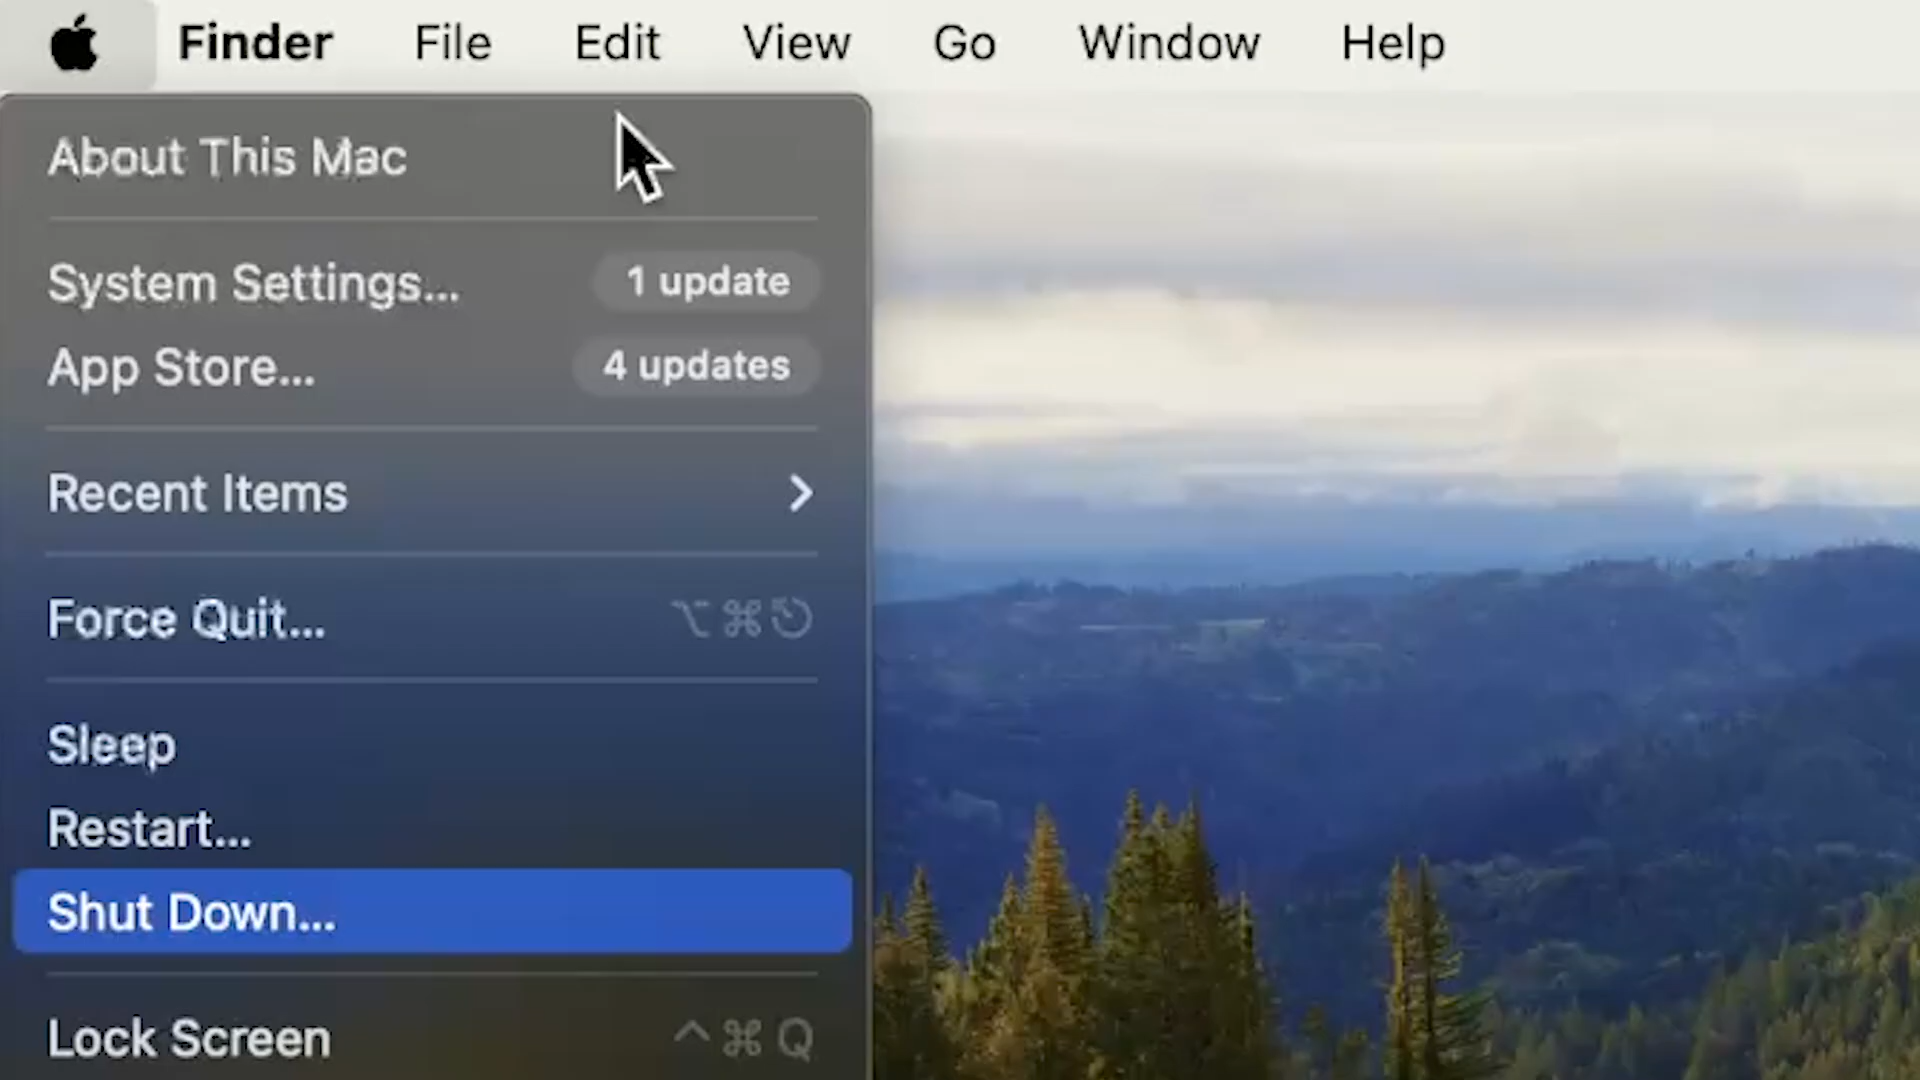 Finder File Edit View Go Window Help
About This Mac
System Settings... 1 update
App Store... 4 updates
Recent Items
Force Quit... ⌥⌘⎋
Sleep
Restart...
Shut Down...
Lock Screen ^⌘Q